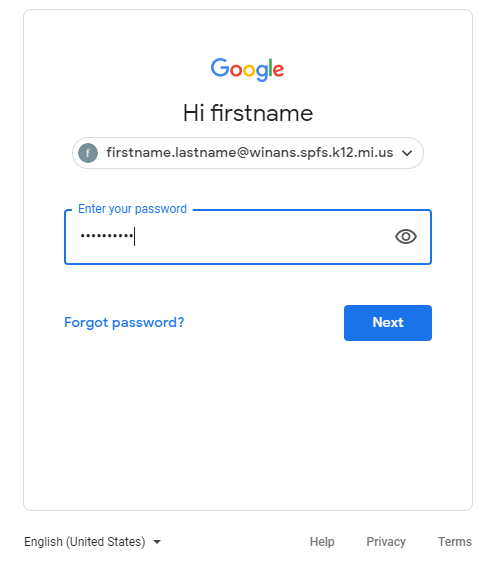 Google
Hi firstname
f firstname.lastname@winans.spfs.k12.mi.us
Enter your password
••••••••••
Forgot password? Next
English (United States) Help Privacy Terms